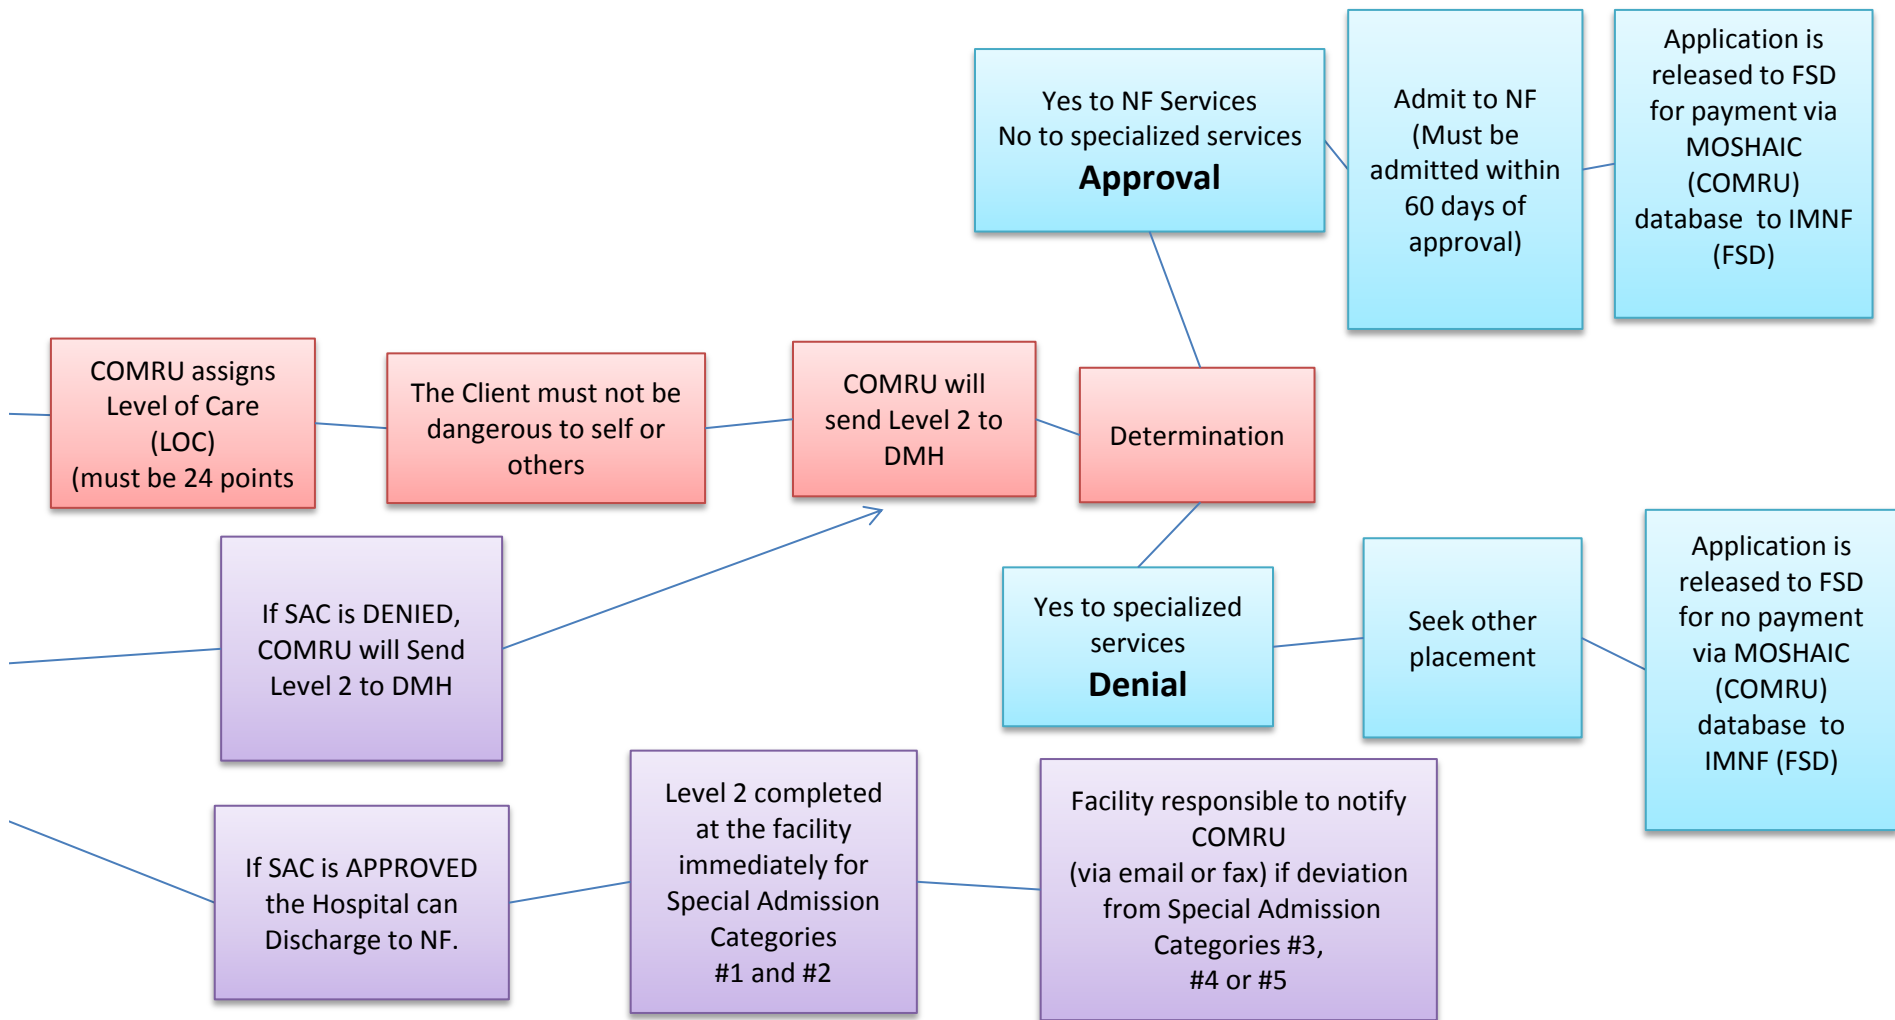 Yes to NF Services
No to specialized services
Approval
Admit to NF
(Must be
admitted within
60 days of
approval)
Application is
released to FSD
for payment via
MOSHAIC
(COMRU)
database  to IMNF
(FSD)
COMRU assigns
Level of Care
(LOC)
(must be 24 points
The Client must not be
dangerous to self or
others
COMRU will
send Level 2 to
DMH
Determination
If SAC is DENIED,
COMRU will Send
Level 2 to DMH
Yes to specialized
services
Denial
Seek other
placement
Application is
released to FSD
for no payment
via MOSHAIC
(COMRU)
database  to
IMNF (FSD)
If SAC is APPROVED
the Hospital can
Discharge to NF.
Level 2 completed
at the facility
immediately for
Special Admission
Categories
#1 and #2
Facility responsible to notify
COMRU
(via email or fax) if deviation
from Special Admission
Categories #3,
#4 or #5